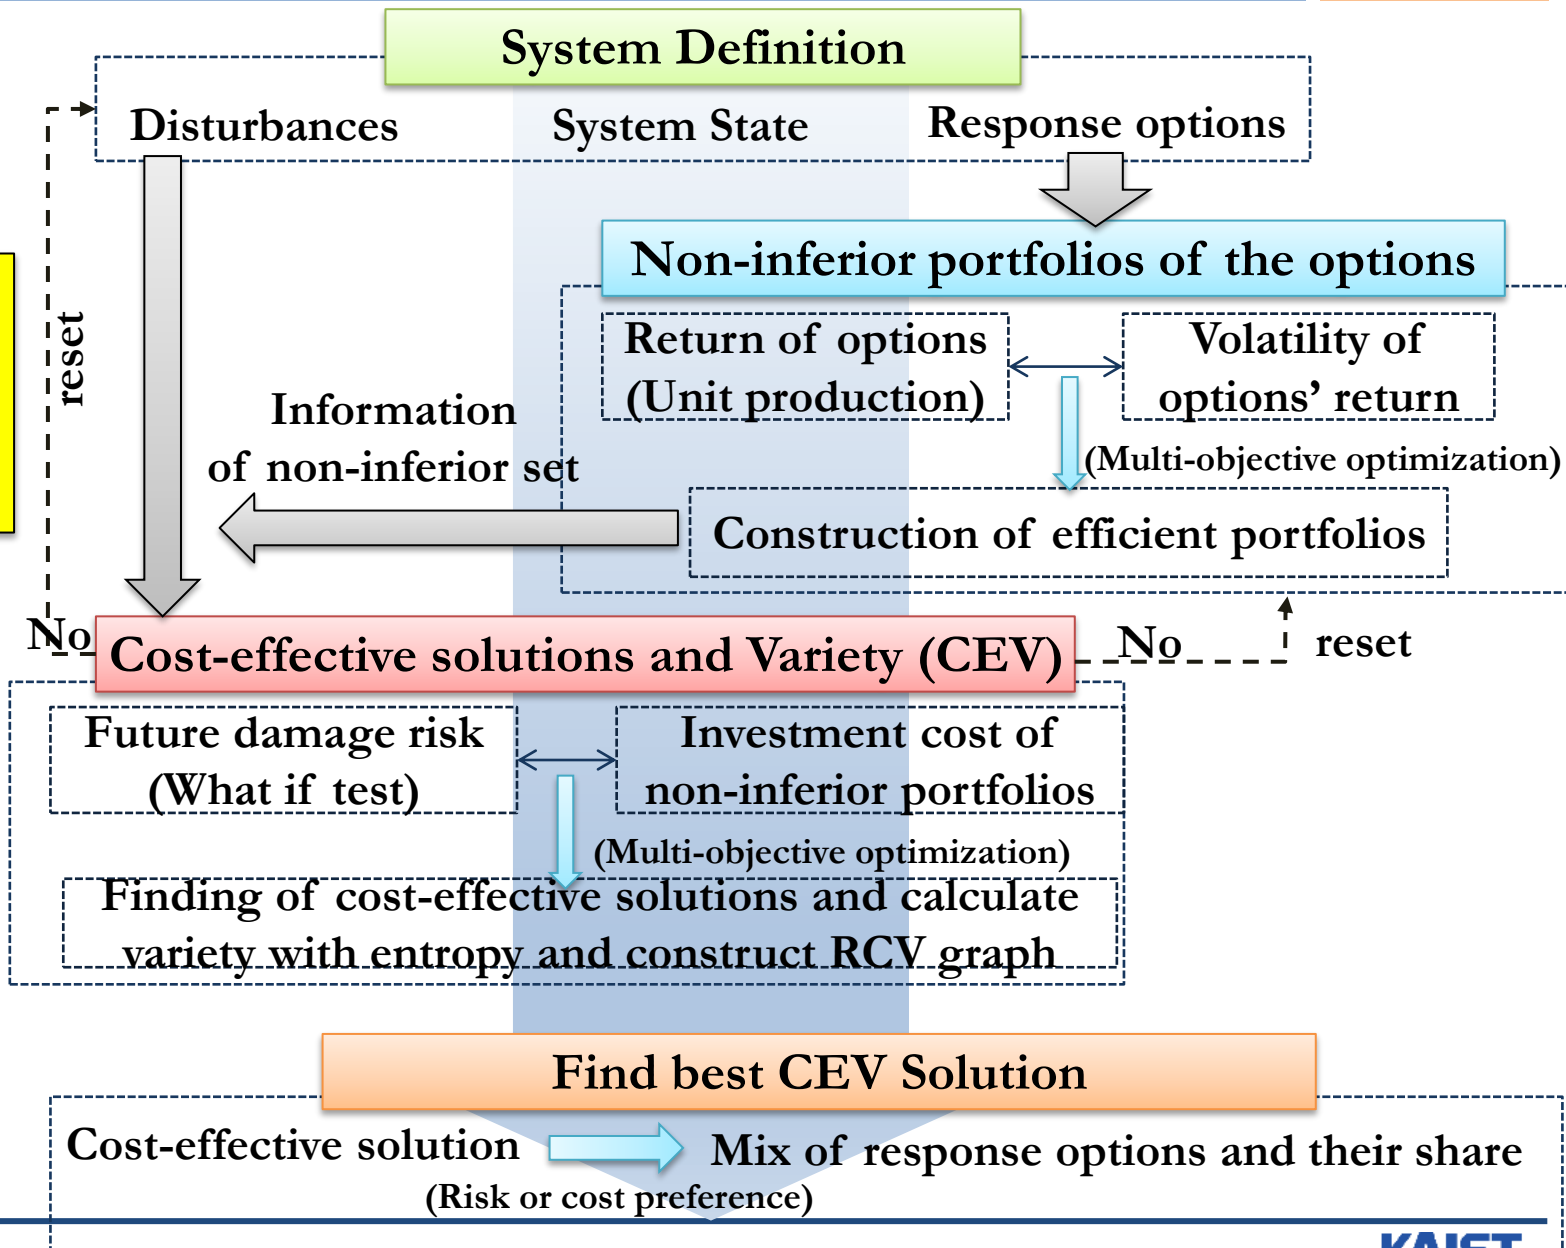 System Definition
Disturbances
System State
Response options
Non-inferior portfolios of the options
reset
Return of options
(Unit production)
Volatility of
options’ return
Information
of non-inferior set
(Multi-objective optimization)
Construction of efficient portfolios
No
Cost-effective solutions and Variety (CEV)
No
reset
Future damage risk
(What if test)
Investment cost of
non-inferior portfolios
(Multi-objective optimization)
Finding of cost-effective solutions and calculate
variety with entropy and construct RCV graph
Find best CEV Solution
Cost-effective solution
Mix of response options and their share
(Risk or cost preference)
KAIST